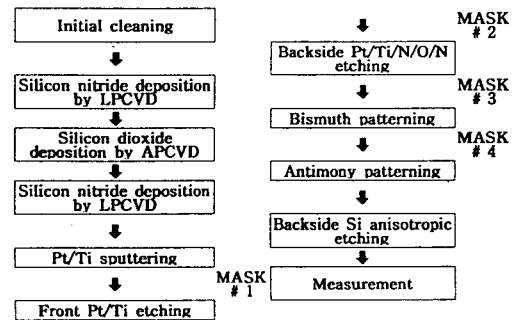 Initial cleaning
Silicon nitride deposition
by LPCVD
Silicon dioxide
deposition by APCVD
Silicon nitride deposition
by LPCVD
Pt/Ti sputtering
MASK
# 1
Front Pt/Ti etching
MASK
# 2
Backside Pt/Ti/N/O/N
etching
MASK
# 3
Bismuth patterning
MASK
# 4
Antimony patterning
Backside Si anisotropic
etching
Measurement